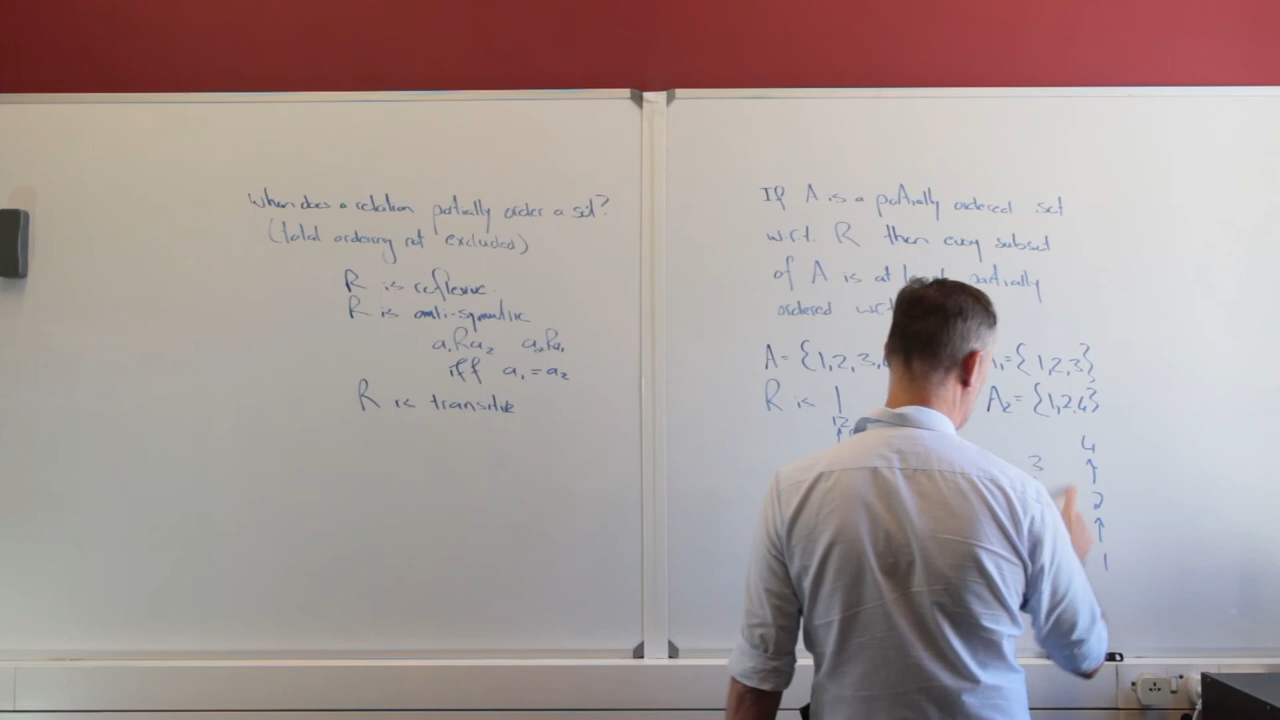 When does a relation partially order a set?
(total ordering not excluded)
R is reflexive.
R is anti-symmetric
a₁Ra₂ a₂Ra₁
iff a₁=a₂
R is transitive
If A is a partially ordered set
w.r.t. R then every subset
of A is at least partially
ordered w.r.t
A={1,2,3, A₁={1,2,3}
R is | A₂={1,2,4}
12
4
3
2
1